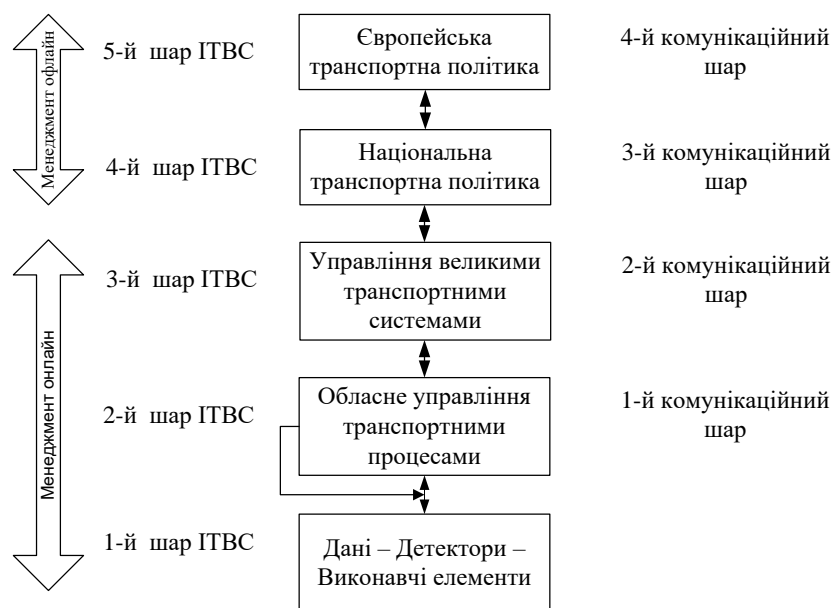 Менеджмент офлайн
5-й шар ІТВС
Європейська
транспортна політика
4-й комунікаційний
шар
4-й шар ІТВС
Національна
транспортна політика
3-й комунікаційний
шар
Менеджмент онлайн
3-й шар ІТВС
Управління великими
транспортними
системами
2-й комунікаційний
шар
2-й шар ІТВС
Обласне управління
транспортними
процесами
1-й комунікаційний
шар
1-й шар ІТВС
Дані – Детектори –
Виконавчі елементи